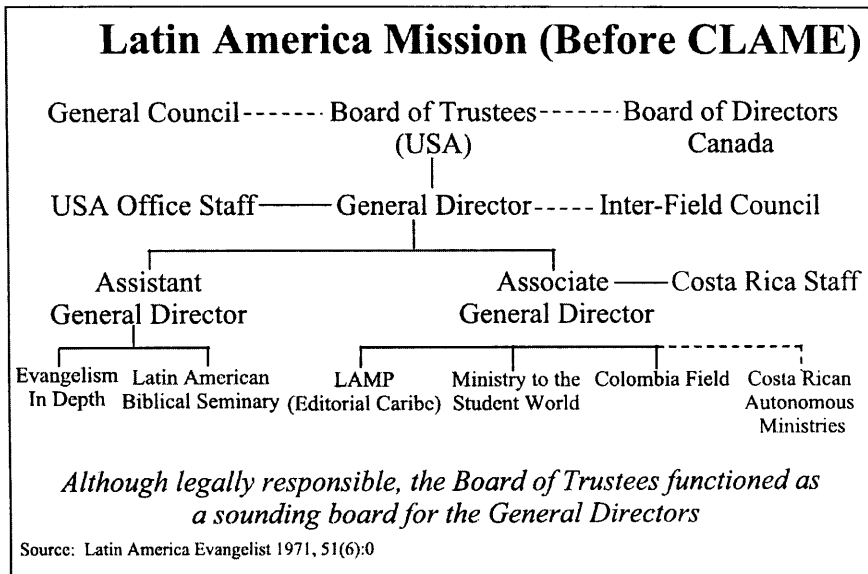 Latin America Mission (Before CLAME)
General Council Board of Trustees Board of Directors
(USA) Canada
USA Office Staff General Director Inter-Field Council
Assistant Associate Costa Rica Staff
General Director General Director
Evangelism Latin American LAMP Ministry to the Colombia Field Costa Rican
In Depth Biblical Seminary (Editorial Caribe) Student World Autonomous
Ministries
Although legally responsible, the Board of Trustees functioned as
a sounding board for the General Directors
Source: Latin America Evangelist 1971, 51(6):0